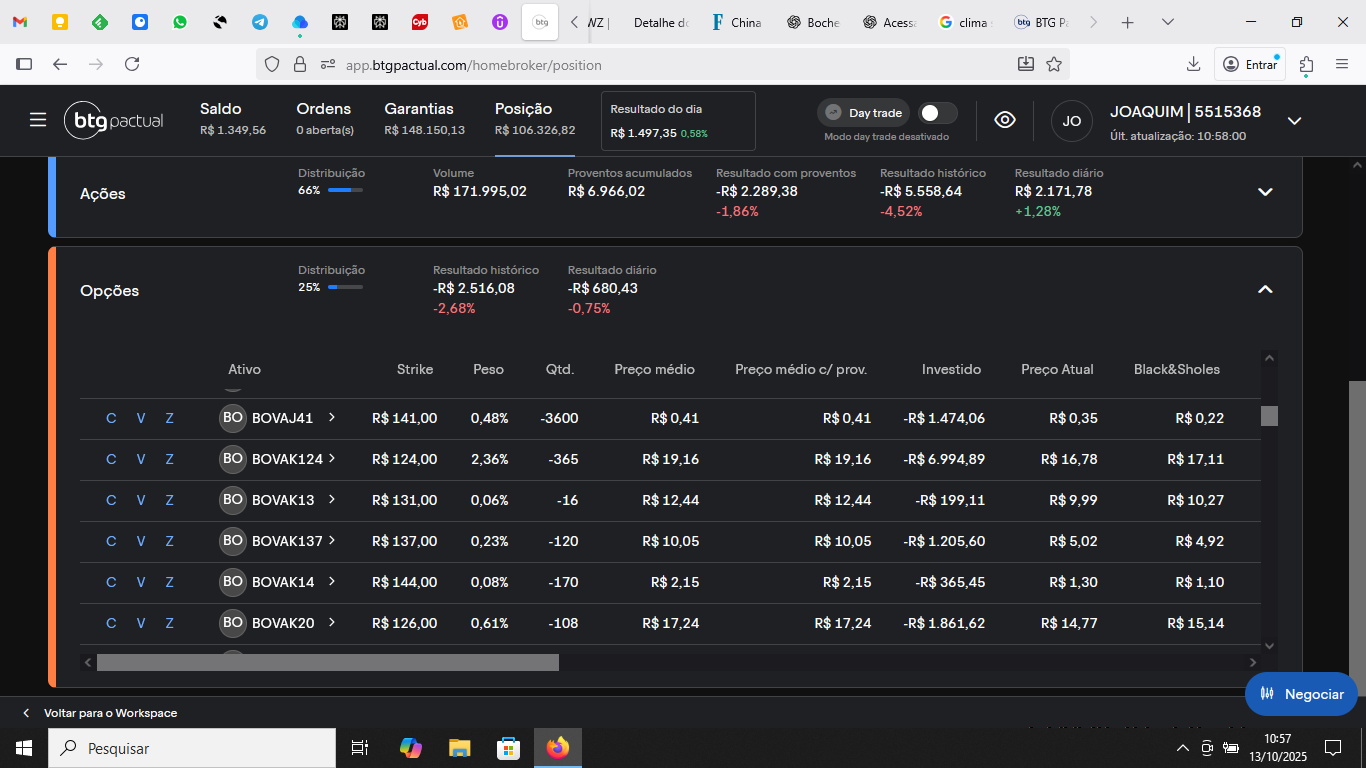 Cyb
btg
WZ |
Detalhe do
China
Boche
Acess
clima
btg
BTG Pa
app.btgpactual.com/homebroker/position
Entrar
btg pactual
Saldo
R$ 1.349,56
Ordens
0 aberta(s)
Garantias
R$ 148.150,13
Posição
R$ 106.326,82
Resultado do dia
R$ 1.497,35 0,58%
Day trade
Modo day trade desativado
JO
JOAQUIM | 5515368
Últ. atualização: 10:58:00
Ações
Distribuição
66%
Volume
R$ 171.995,02
Proventos acumulados
R$ 6.966,02
Resultado com proventos
-R$ 2.289,38
-1,86%
Resultado histórico
-R$ 5.558,64
-4,52%
Resultado diário
R$ 2.171,78
+1,28%
Opções
Distribuição
25%
Resultado histórico
-R$ 2.516,08
-2,68%
Resultado diário
-R$ 680,43
-0,75%
Ativo Strike Peso Qtd. Preço médio Preço médio c/ prov. Investido Preço Atual Black&Sholes
C V Z BO BOVAJ41 R$ 141,00 0,48% -3600 R$ 0,41 R$ 0,41 -R$ 1.474,06 R$ 0,35 R$ 0,22
C V Z BO BOVAK124 R$ 124,00 2,36% -365 R$ 19,16 R$ 19,16 -R$ 6.994,89 R$ 16,78 R$ 17,11
C V Z BO BOVAK13 R$ 131,00 0,06% -16 R$ 12,44 R$ 12,44 -R$ 199,11 R$ 9,99 R$ 10,27
C V Z BO BOVAK137 R$ 137,00 0,23% -120 R$ 10,05 R$ 10,05 -R$ 1.205,60 R$ 5,02 R$ 4,92
C V Z BO BOVAK14 R$ 144,00 0,08% -170 R$ 2,15 R$ 2,15 -R$ 365,45 R$ 1,30 R$ 1,10
C V Z BO BOVAK20 R$ 126,00 0,61% -108 R$ 17,24 R$ 17,24 -R$ 1.861,62 R$ 14,77 R$ 15,14
Negociar
Voltar para o Workspace
Pesquisar
10:57
13/10/2025